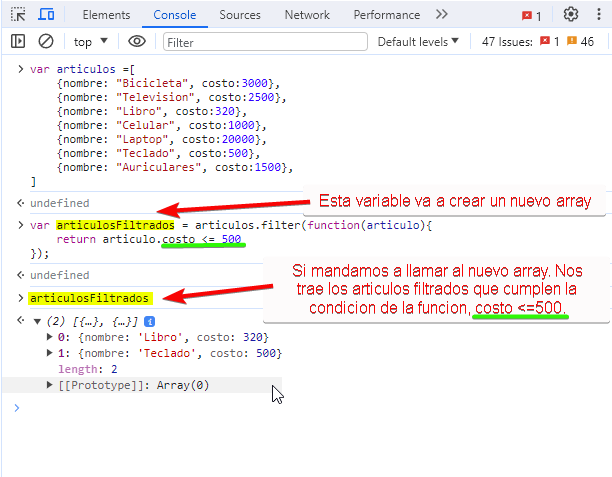 Elements Console Sources Network Performance 1
top Filter Default levels 47 Issues: 1 46
var articulos =[
{nombre: "Bicicleta", costo:3000},
{nombre: "Television", costo:2500},
{nombre: "Libro", costo:320},
{nombre: "Celular", costo:1000},
{nombre: "Laptop", costo:20000},
{nombre: "Teclado", costo:500},
{nombre: "Auriculares", costo:1500},
]
undefined
Esta variable va a crear un nuevo array
var articulosFiltrados = articulos.filter(function(articulo){
return articulo.costo <= 500
});
undefined
Si mandamos a llamar al nuevo array. Nos
trae los articulos filtrados que cumplen la
condicion de la funcion, costo <=500.
articulosFiltrados
(2) [{…}, {…}] i
0: {nombre: 'Libro', costo: 320}
1: {nombre: 'Teclado', costo: 500}
length: 2
[[Prototype]]: Array(0)